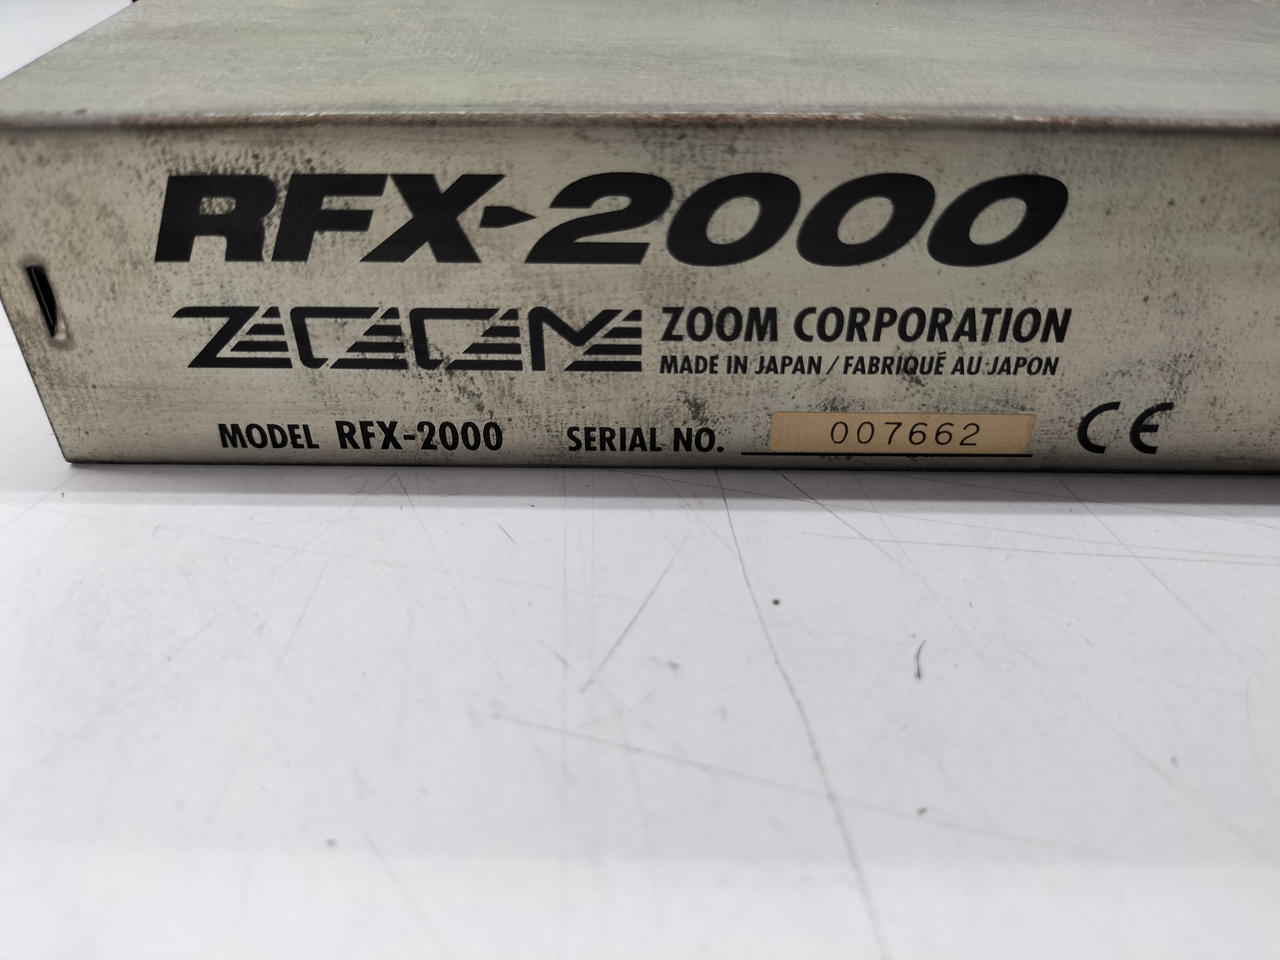 RFX-2000
ZOOM ZOOM CORPORATION
MADE IN JAPAN / FABRIQUÉ AU JAPON
MODEL RFX-2000 SERIAL NO. 007662 CE